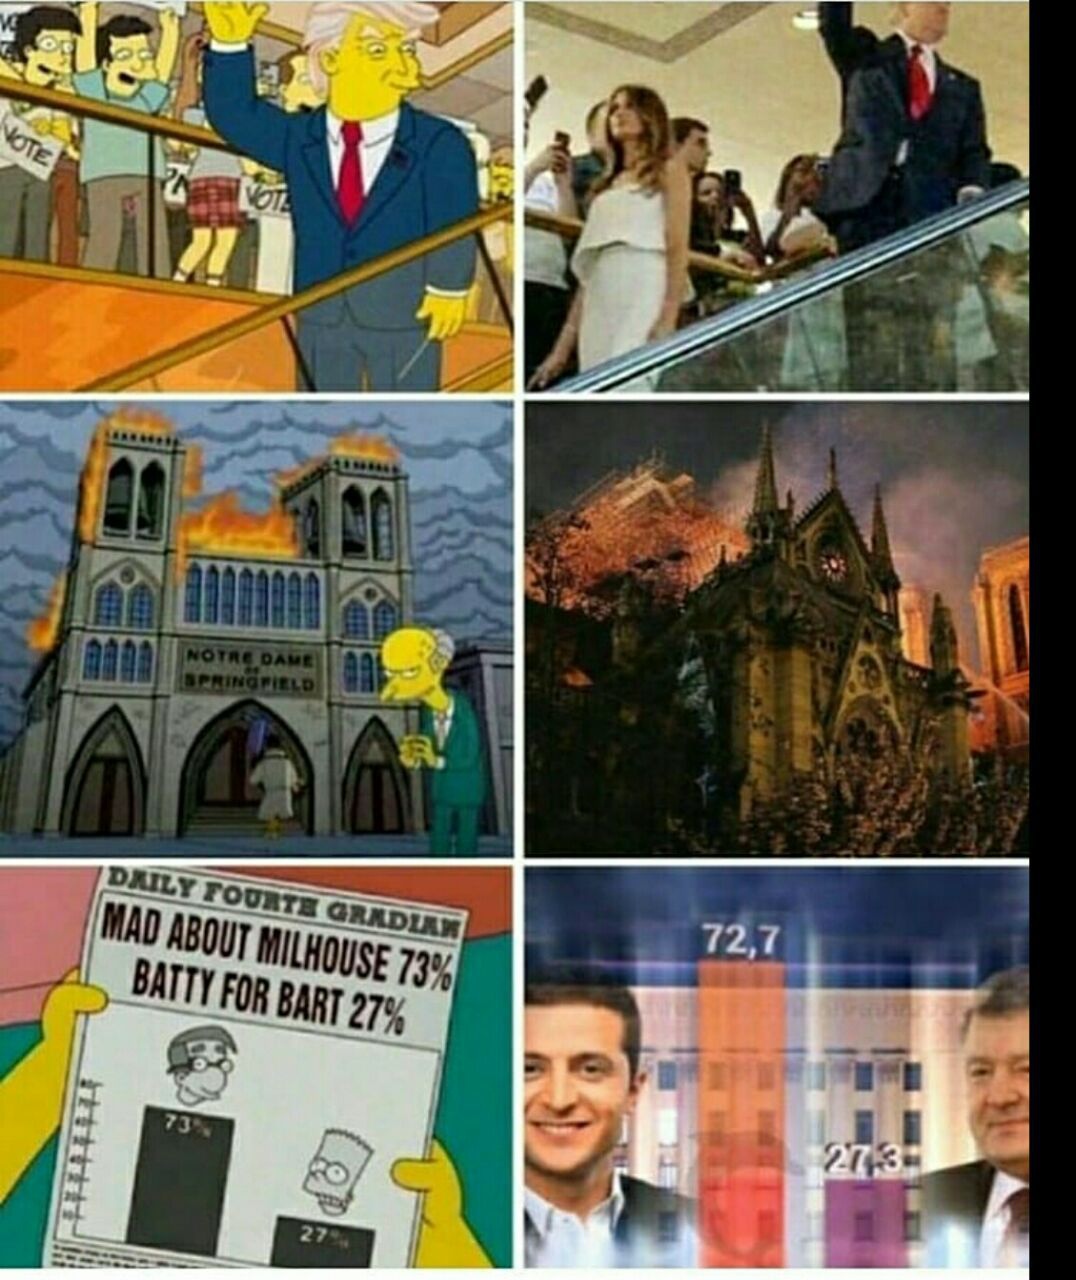 VOTE
VOTE
NOTRE DAME
OF
SPRINGFIELD
DAILY FOURTH GRADIAN
MAD ABOUT MILHOUSE 73%
BATTY FOR BART 27%
73%
27%
72,7
27,3